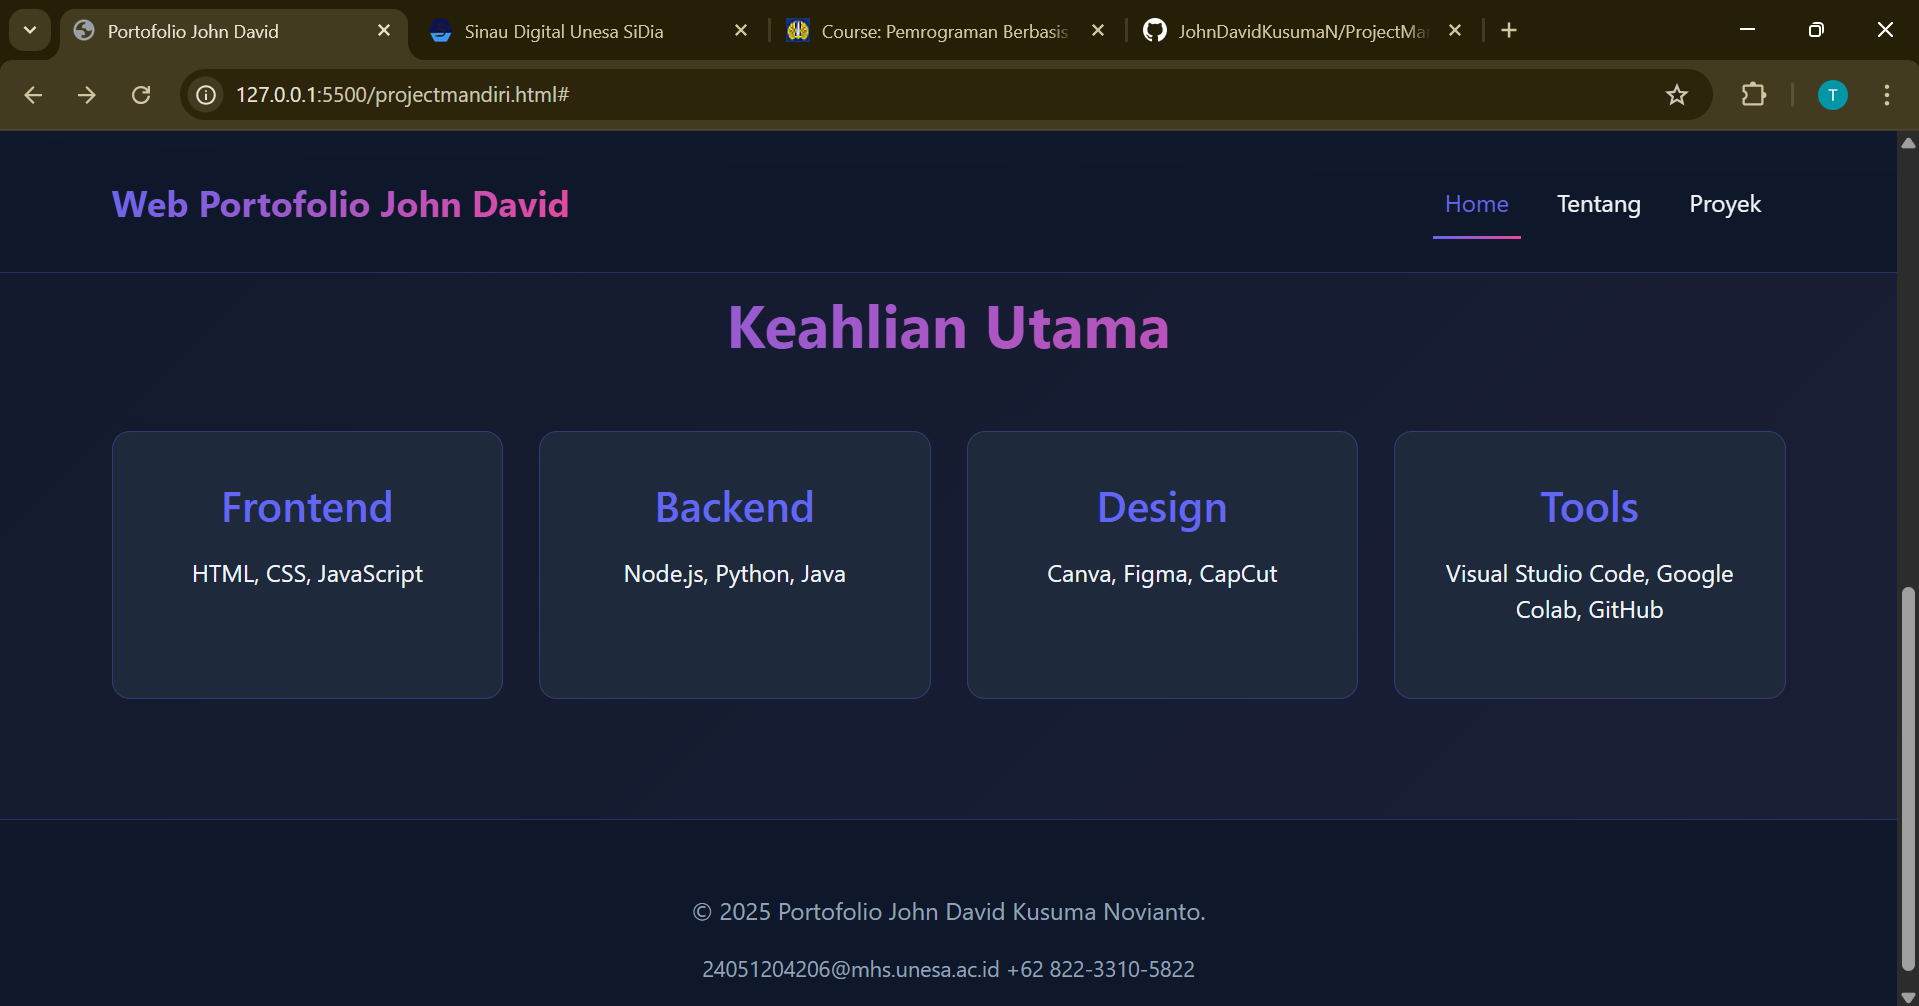 Portofolio John David
Sinau Digital Unesa SiDia
Course: Pemrograman Berbasis
JohnDavidKusumaN/ProjectMa
127.0.0.1:5500/projectmandiri.html#
T
Web Portofolio John David
Home
Tentang
Proyek
Keahlian Utama
Frontend
HTML, CSS, JavaScript
Backend
Node.js, Python, Java
Design
Canva, Figma, CapCut
Tools
Visual Studio Code, Google
Colab, GitHub
© 2025 Portofolio John David Kusuma Novianto.
24051204206@mhs.unesa.ac.id +62 822-3310-5822